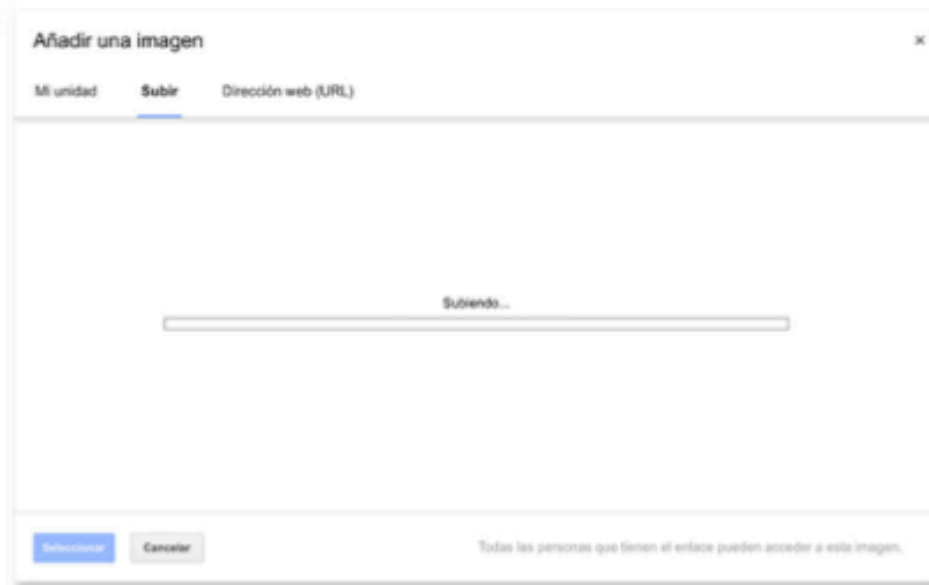 Añadir una imagen ×
Mi unidad Subir Dirección web (URL)
Subiendo...
Seleccionar Cancelar Todas las personas que tienen el enlace pueden acceder a esta imagen.